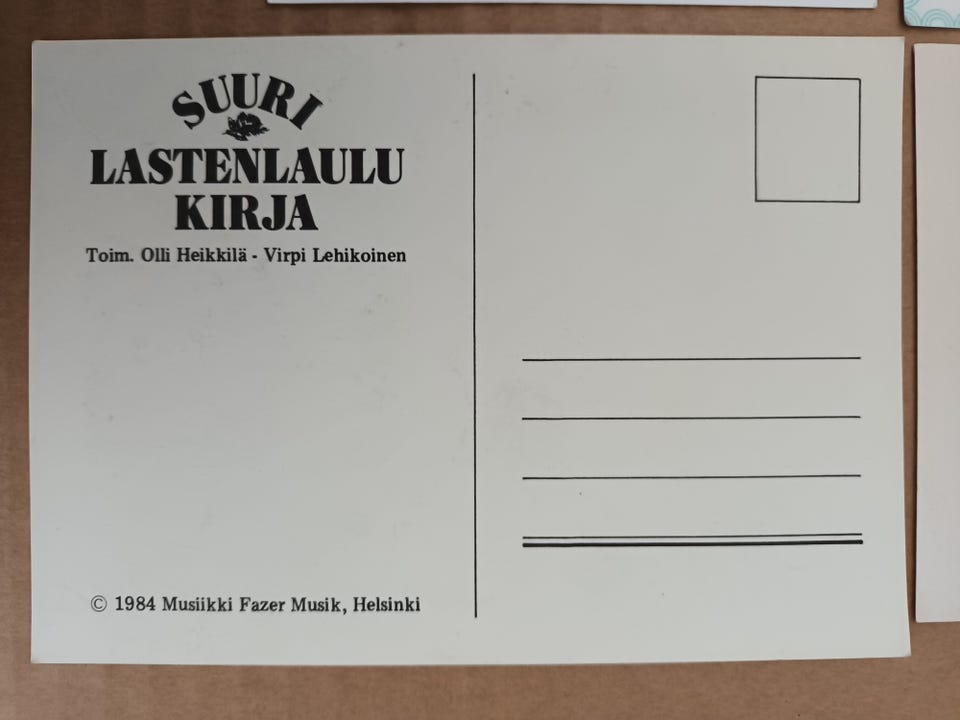 SUURI
LASTENLAULU
KIRJA
Toim. Olli Heikkilä - Virpi Lehikoinen
© 1984 Musiikki Fazer Musik, Helsinki